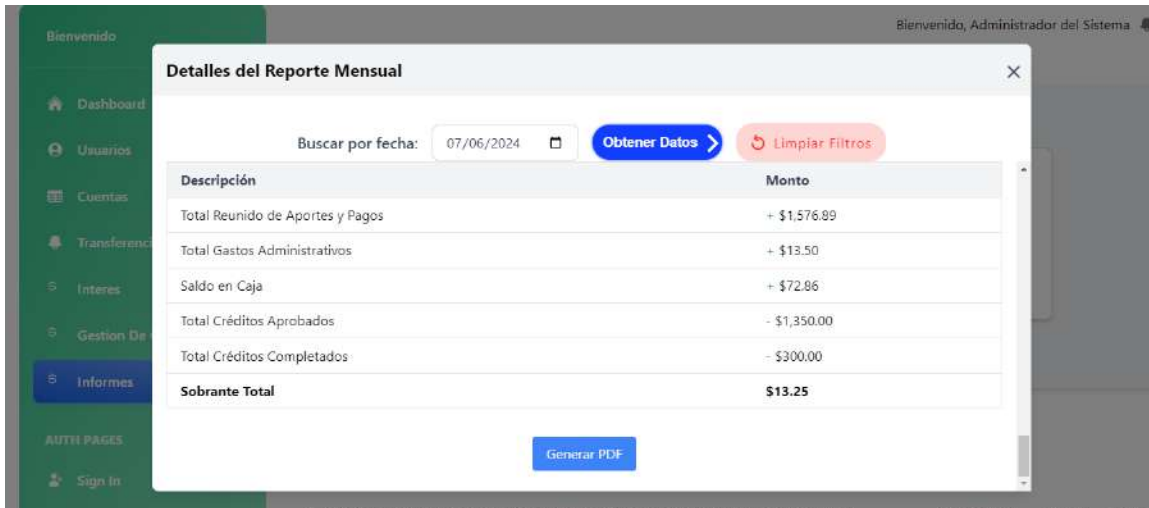 Bienvenido, Administrador del Sistema
Bienvenido
Detalles del Reporte Mensual
Dashboard
Buscar por fecha: 07/06/2024 Obtener Datos Limpiar Filtros
Usuarios
Descripción Monto
Cuentas
Total Reunido de Aportes y Pagos + $1,576.89
Transferenci
Total Gastos Administrativos + $13.50
Interes
Saldo en Caja + $72.86
Total Créditos Aprobados - $1,350.00
Gestion De
Total Créditos Completados - $300.00
Informes
Sobrante Total $13.25
AUTH PAGES
Generar PDF
Sign In